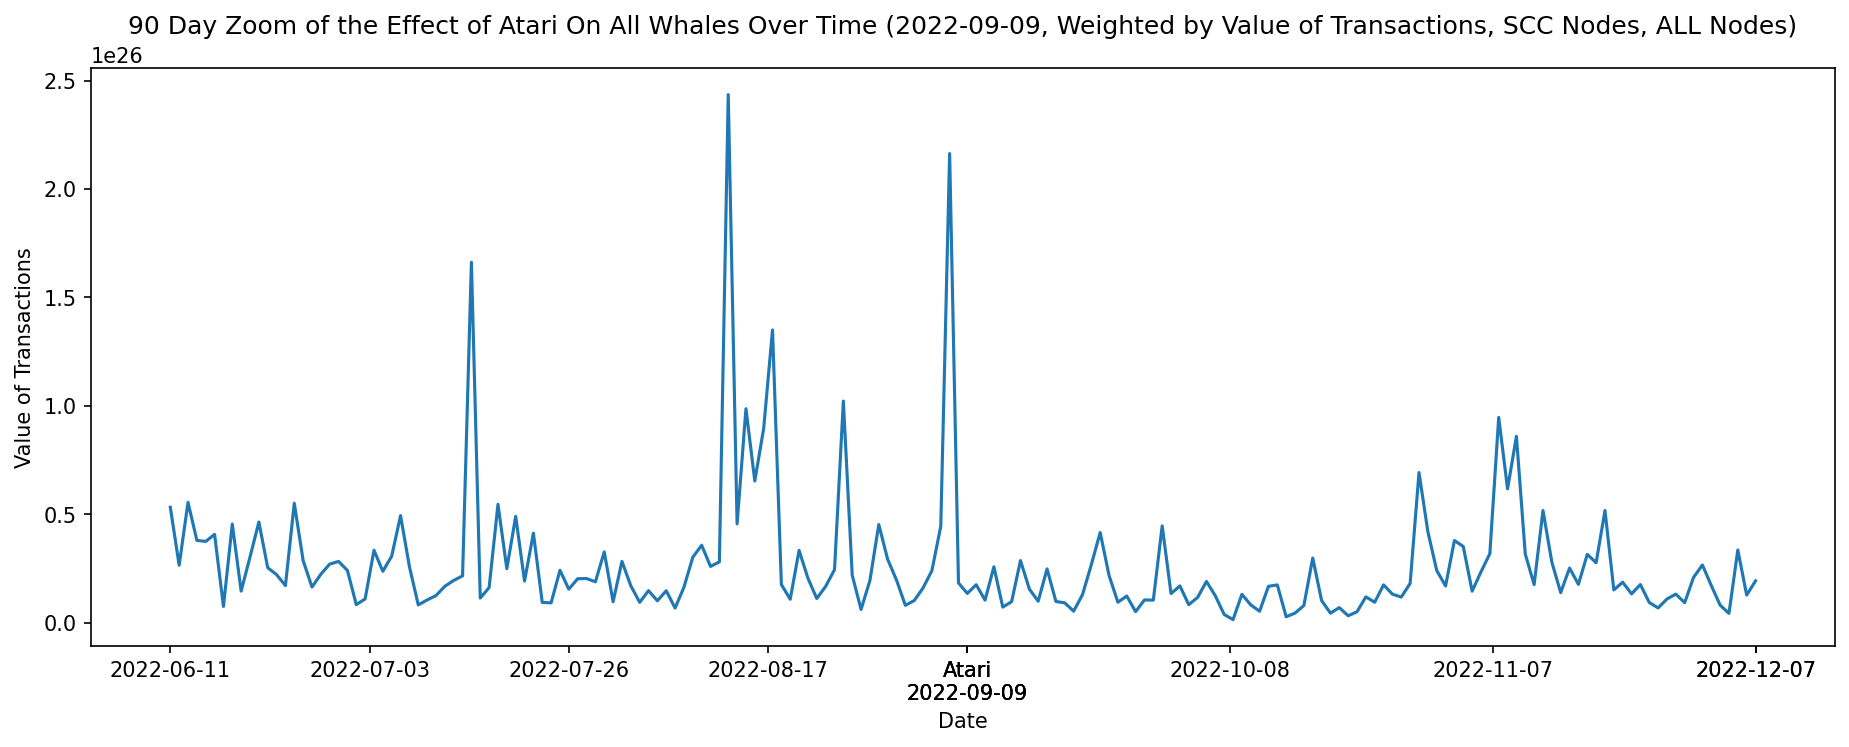 90 Day Zoom of the Effect of Atari On All Whales Over Time (2022-09-09, Weighted by Value of Transactions, SCC Nodes, ALL Nodes)
1e26
2.5
2.0
1.5
1.0
0.5
0.0
Value of Transactions
2022-06-11 2022-07-03 2022-07-26 2022-08-17 Atari 2022-10-08 2022-11-07 2022-12-07
2022-09-09
Date